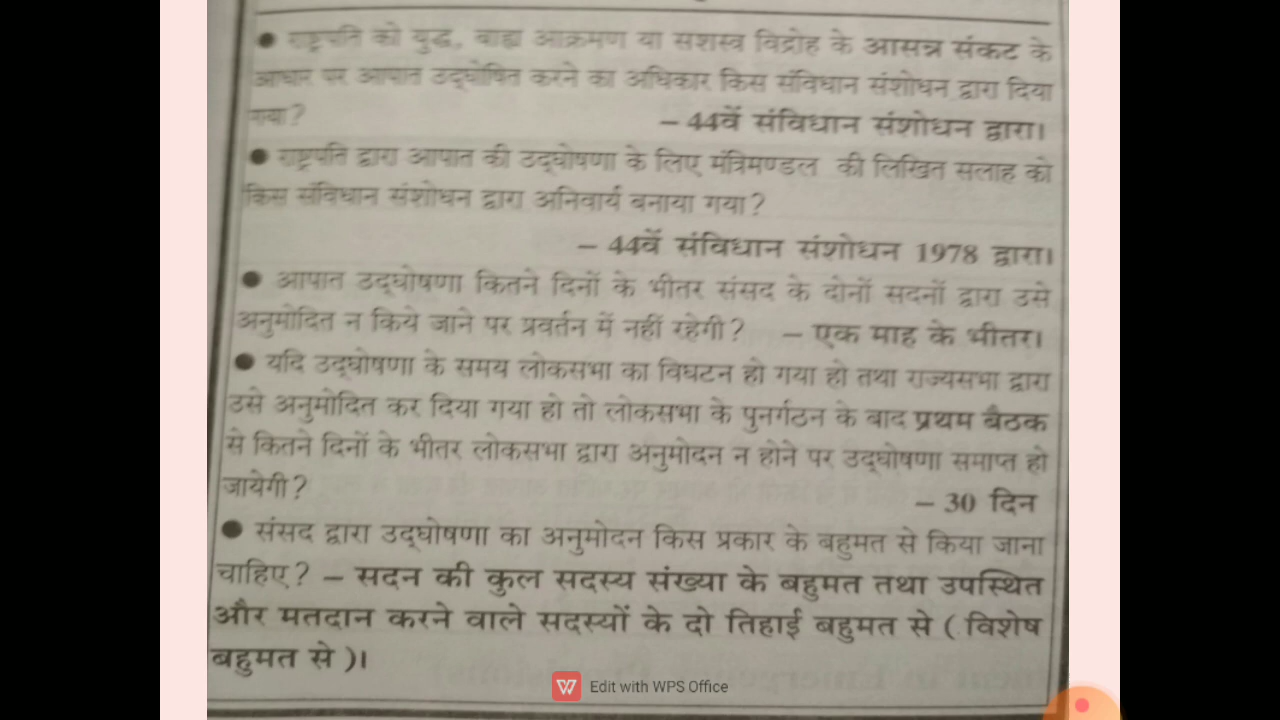 ● राष्ट्रपति को युद्ध, बाह्य आक्रमण या सशस्त्र विद्रोह के आसन्न संकट के
आधार पर आपात उद्घोषित करने का अधिकार किस संविधान संशोधन द्वारा दिया
गया? – 44वें संविधान संशोधन द्वारा।
● राष्ट्रपति द्वारा आपात की उद्घोषणा के लिए मंत्रिमण्डल की लिखित सलाह को
किस संविधान संशोधन द्वारा अनिवार्य बनाया गया?
– 44वें संविधान संशोधन 1978 द्वारा।
● आपात उद्घोषणा कितने दिनों के भीतर संसद के दोनों सदनों द्वारा उसे
अनुमोदित न किये जाने पर प्रवर्तन में नहीं रहेगी? – एक माह के भीतर।
● यदि उद्घोषणा के समय लोकसभा का विघटन हो गया हो तथा राज्यसभा द्वारा
उसे अनुमोदित कर दिया गया हो तो लोकसभा के पुनर्गठन के बाद प्रथम बैठक
से कितने दिनों के भीतर लोकसभा द्वारा अनुमोदन न होने पर उद्घोषणा समाप्त हो
जायेगी? – 30 दिन
● संसद द्वारा उद्घोषणा का अनुमोदन किस प्रकार के बहुमत से किया जाना
चाहिए? – सदन की कुल सदस्य संख्या के बहुमत तथा उपस्थित
और मतदान करने वाले सदस्यों के दो तिहाई बहुमत से ( विशेष
बहुमत से )।
Edit with WPS Office